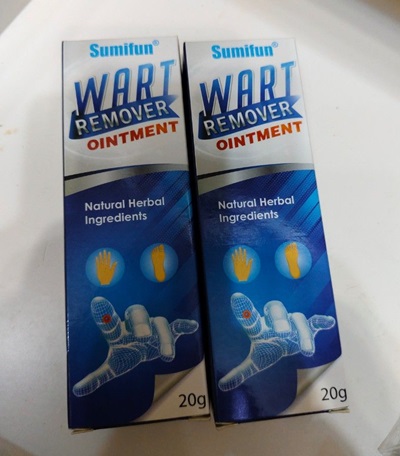 Sumifun®
WART
REMOVER
OINTMENT
Natural Herbal
Ingredients
20g
Sumifun®
WART
REMOVER
OINTMENT
Natural Herbal
Ingredients
20g